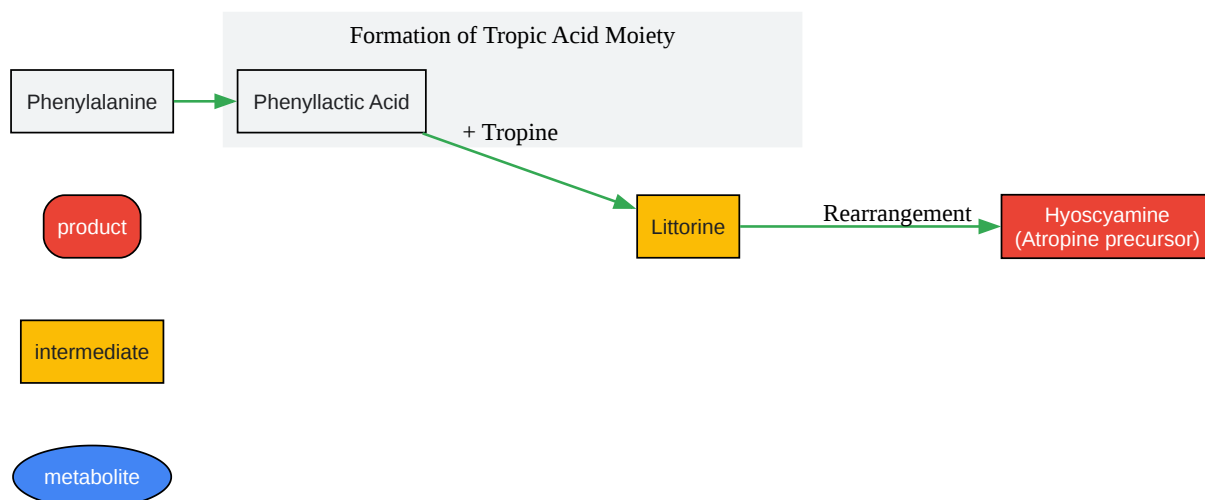 Formation of Tropic Acid Moiety
Phenylalanine
Phenyllactic Acid
+ Tropine
product
Littorine
Rearrangement
Hyoscyamine
(Atropine precursor)
intermediate
metabolite